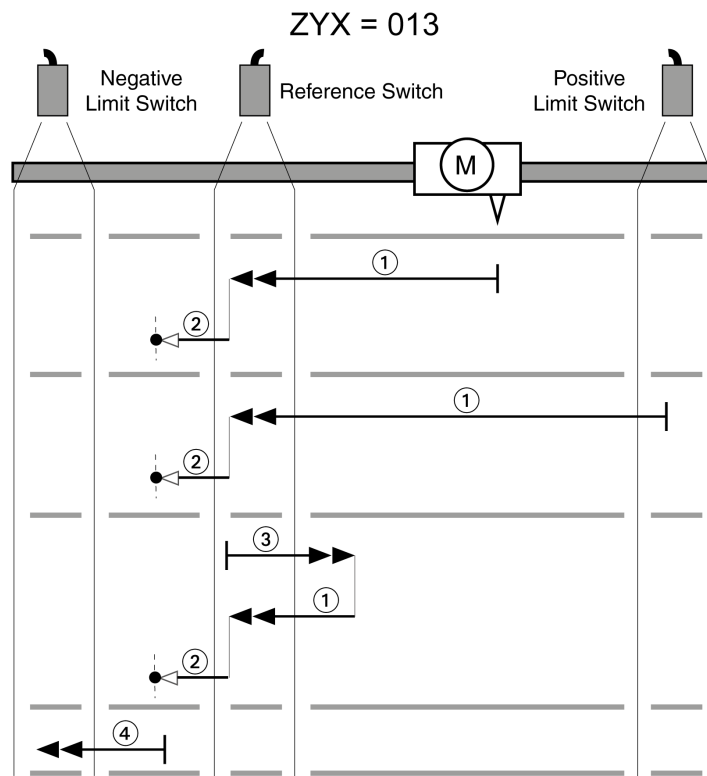 ZYX = 013
Negative
Limit Switch
Reference Switch
Positive
Limit Switch
M
1
2
1
2
3
1
2
4